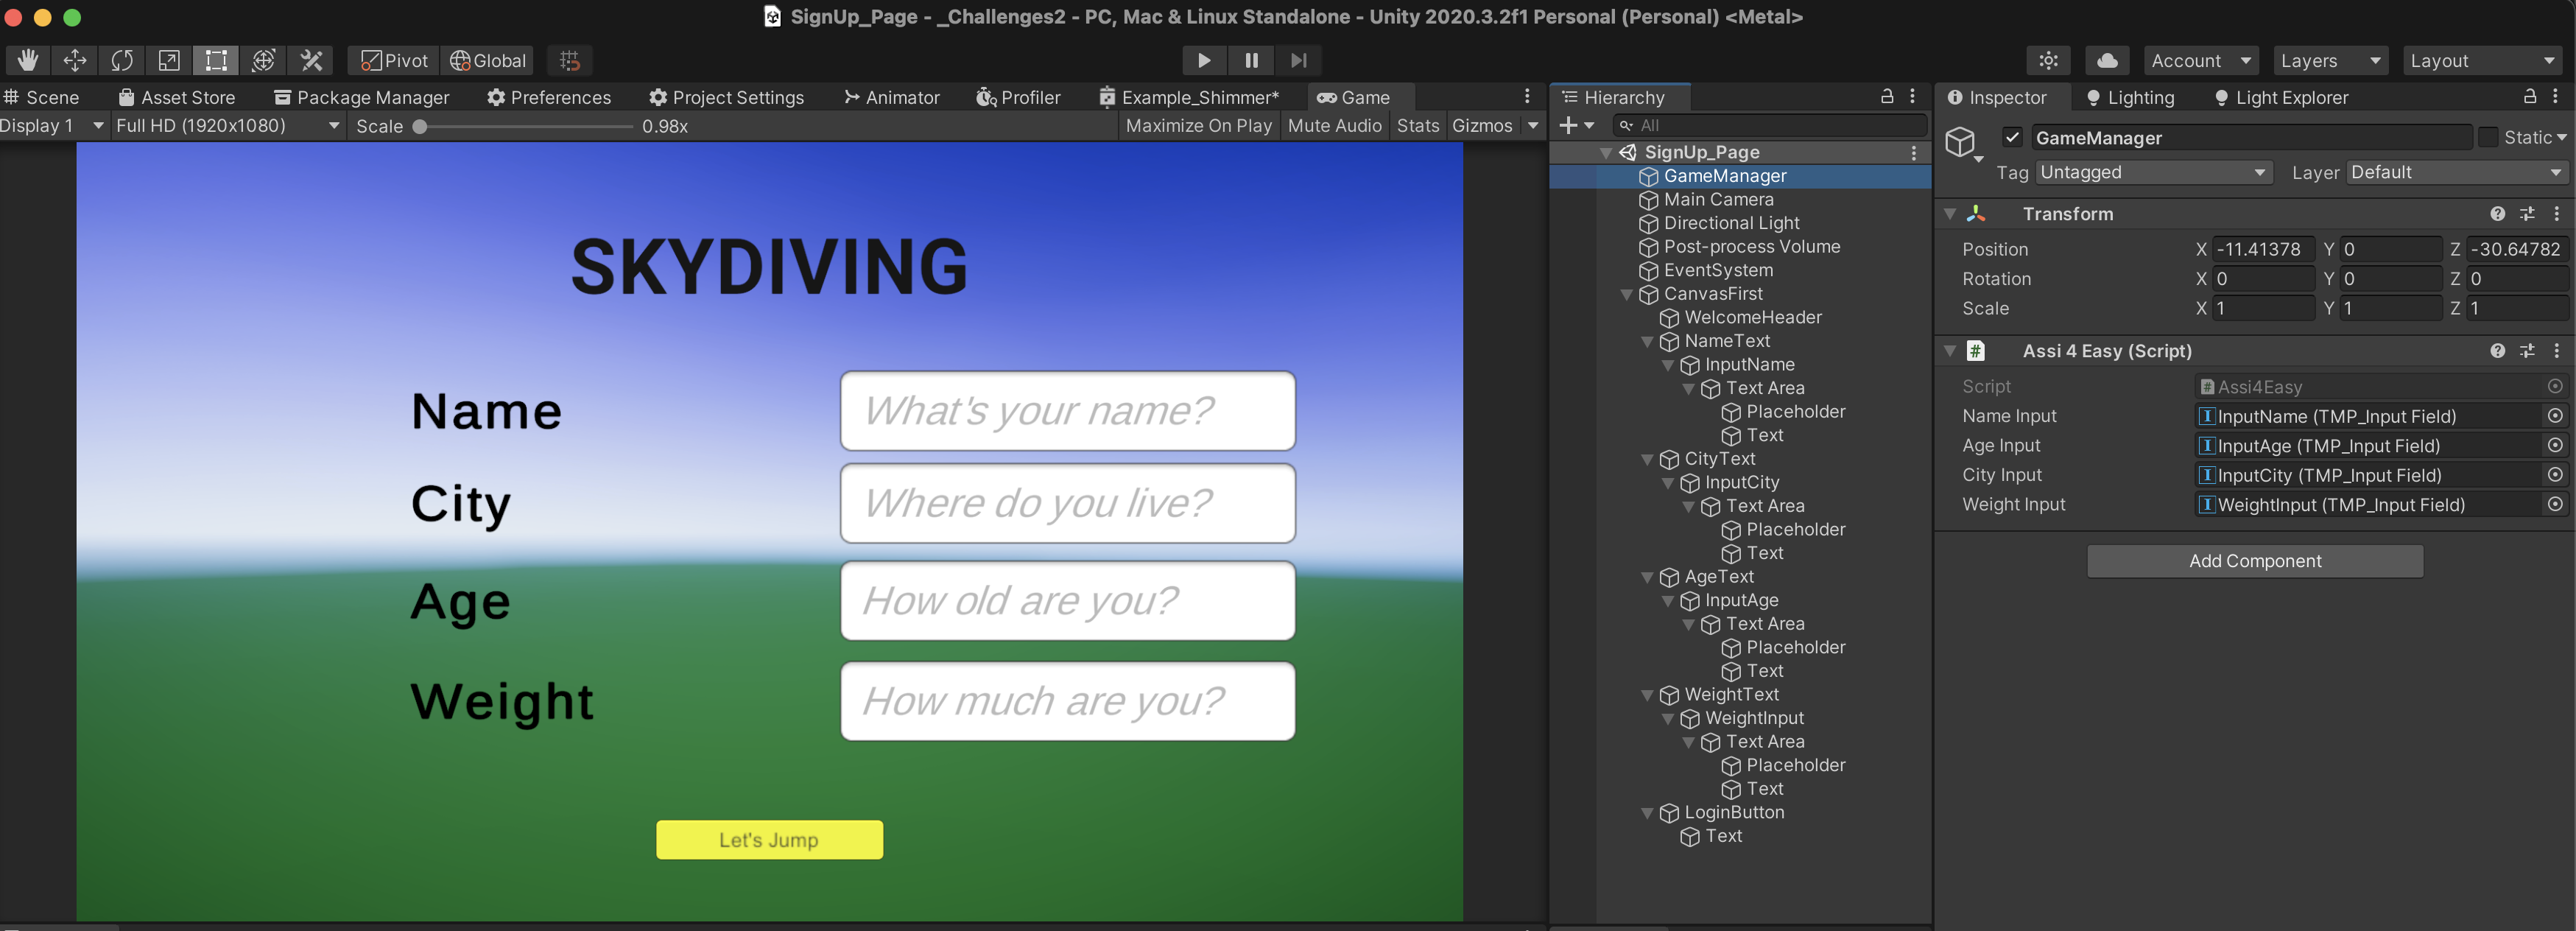 SignUp_Page - _Challenges2 - PC, Mac & Linux Standalone - Unity 2020.3.2f1 Personal (Personal) <Metal>
Pivot Global Account Layers Layout
Scene Asset Store Package Manager Preferences Project Settings Animator Profiler Example_Shimmer* Game
Display 1 Full HD (1920x1080) Scale 0.98x Maximize On Play Mute Audio Stats Gizmos
SKYDIVING
Name
What's your name?
City
Where do you live?
Age
How old are you?
Weight
How much are you?
Let's Jump
Hierarchy
All
SignUp_Page
GameManager
Main Camera
Directional Light
Post-process Volume
EventSystem
CanvasFirst
WelcomeHeader
NameText
InputName
Text Area
Placeholder
Text
CityText
InputCity
Text Area
Placeholder
Text
AgeText
InputAge
Text Area
Placeholder
Text
WeightText
WeightInput
Text Area
Placeholder
Text
LoginButton
Text
Inspector Lighting Light Explorer
GameManager Static
Tag Untagged Layer Default
Transform
Position X -11.41378 Y 0 Z -30.64782
Rotation X 0 Y 0 Z 0
Scale X 1 Y 1 Z 1
# Assi 4 Easy (Script)
Script # Assi4Easy
Name Input InputName (TMP_Input Field)
Age Input InputAge (TMP_Input Field)
City Input InputCity (TMP_Input Field)
Weight Input WeightInput (TMP_Input Field)
Add Component